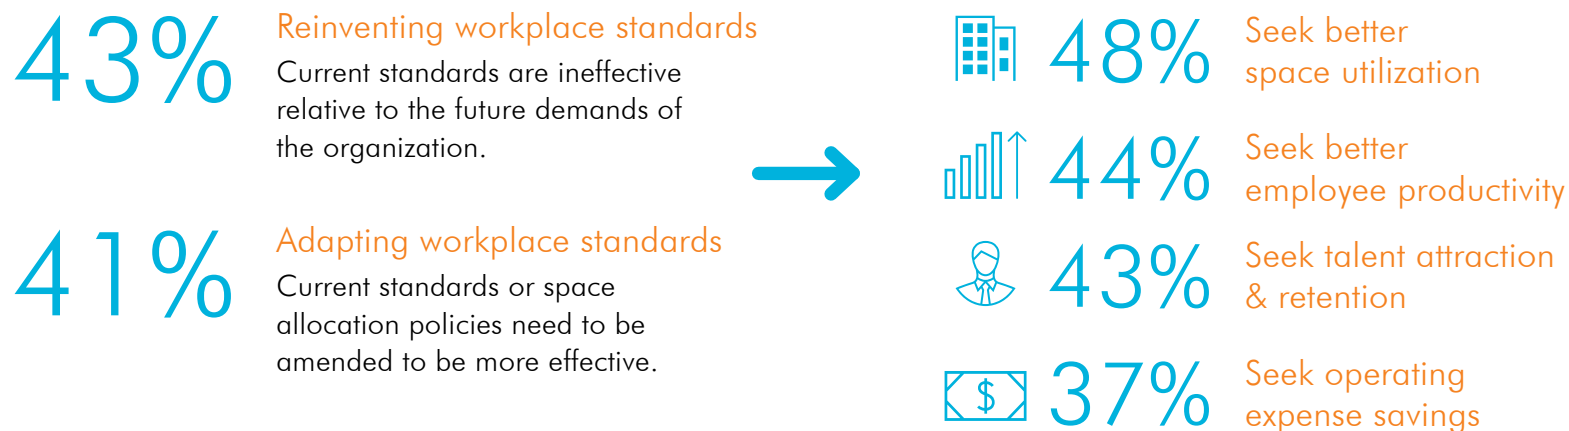 43%
Reinventing workplace standards
Current standards are ineffective
relative to the future demands of
the organization.
41%
Adapting workplace standards
Current standards or space
allocation policies need to be
amended to be more effective.
48%
Seek better
space utilization
44%
Seek better
employee productivity
43%
Seek talent attraction
& retention
$
37%
Seek operating
expense savings